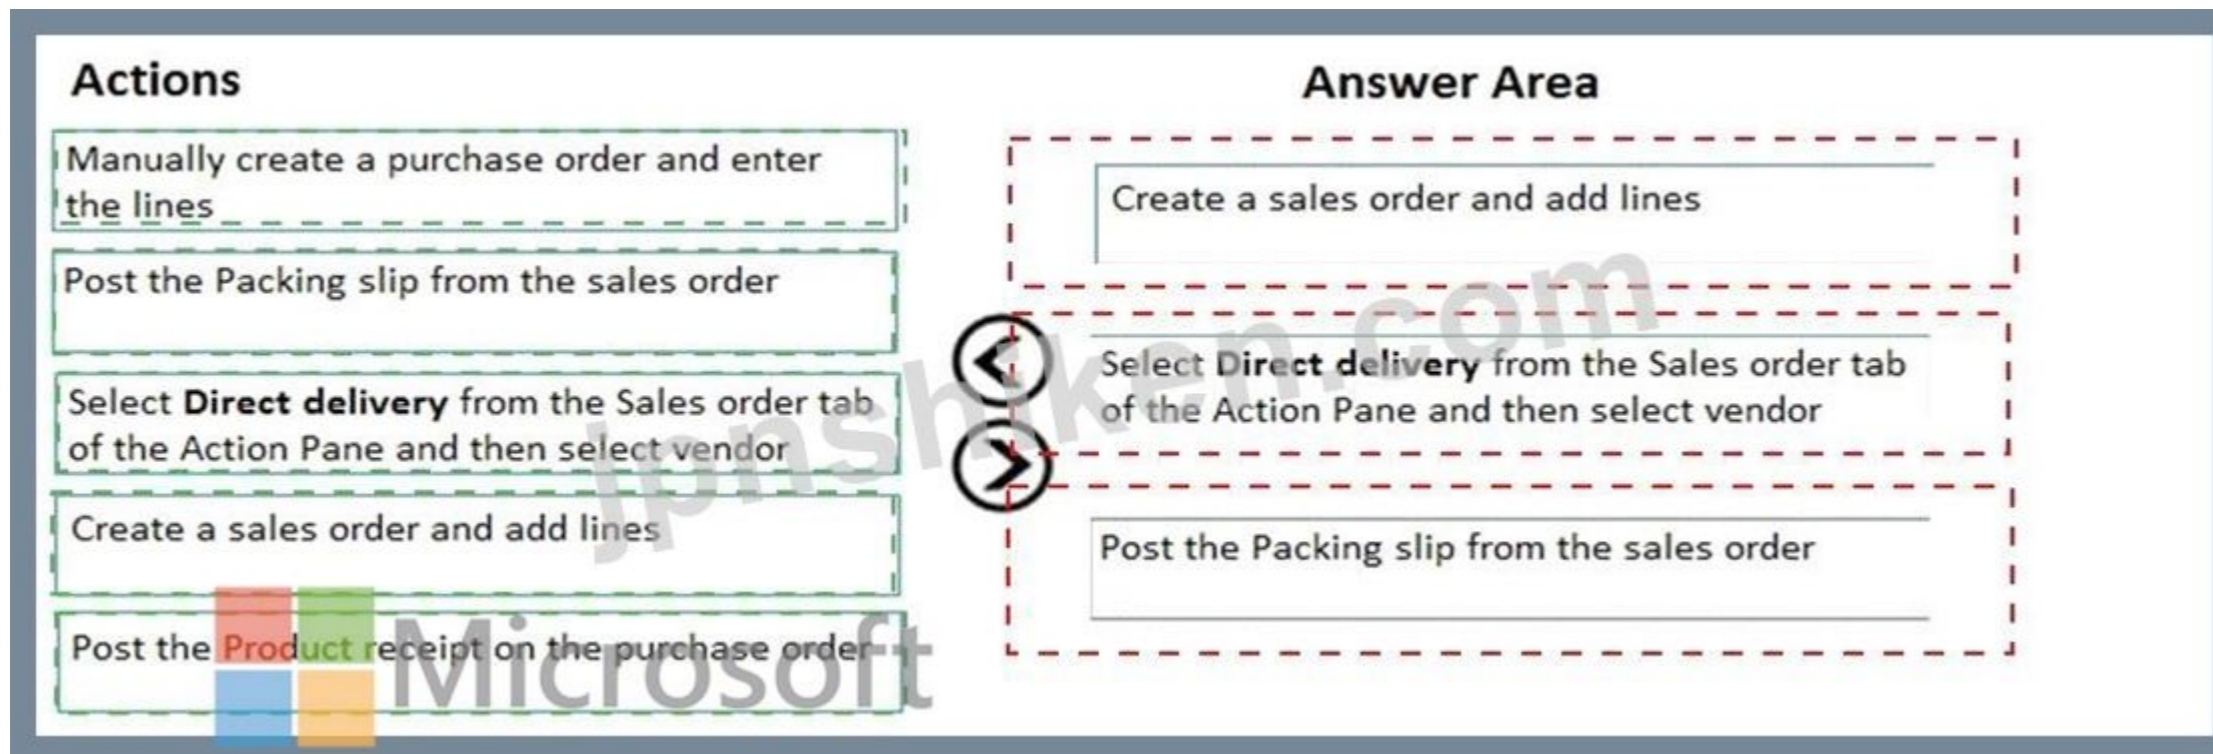 Actions
Manually create a purchase order and enter
the lines
Post the Packing slip from the sales order
Select Direct delivery from the Sales order tab
of the Action Pane and then select vendor
Create a sales order and add lines
Post the Product receipt on the purchase order
Microsoft
jpnshiken.com
Answer Area
Create a sales order and add lines
Select Direct delivery from the Sales order tab
of the Action Pane and then select vendor
Post the Packing slip from the sales order